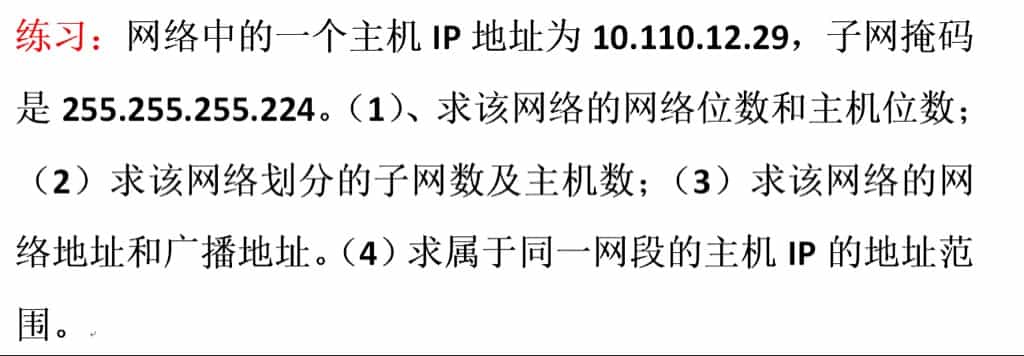 练习：网络中的一个主机 IP 地址为 10.110.12.29，子网掩码
是 255.255.255.224。（1）、求该网络的网络位数和主机位数；
（2）求该网络划分的子网数及主机数；（3）求该网络的网
络地址和广播地址。（4）求属于同一网段的主机 IP 的地址范
围。